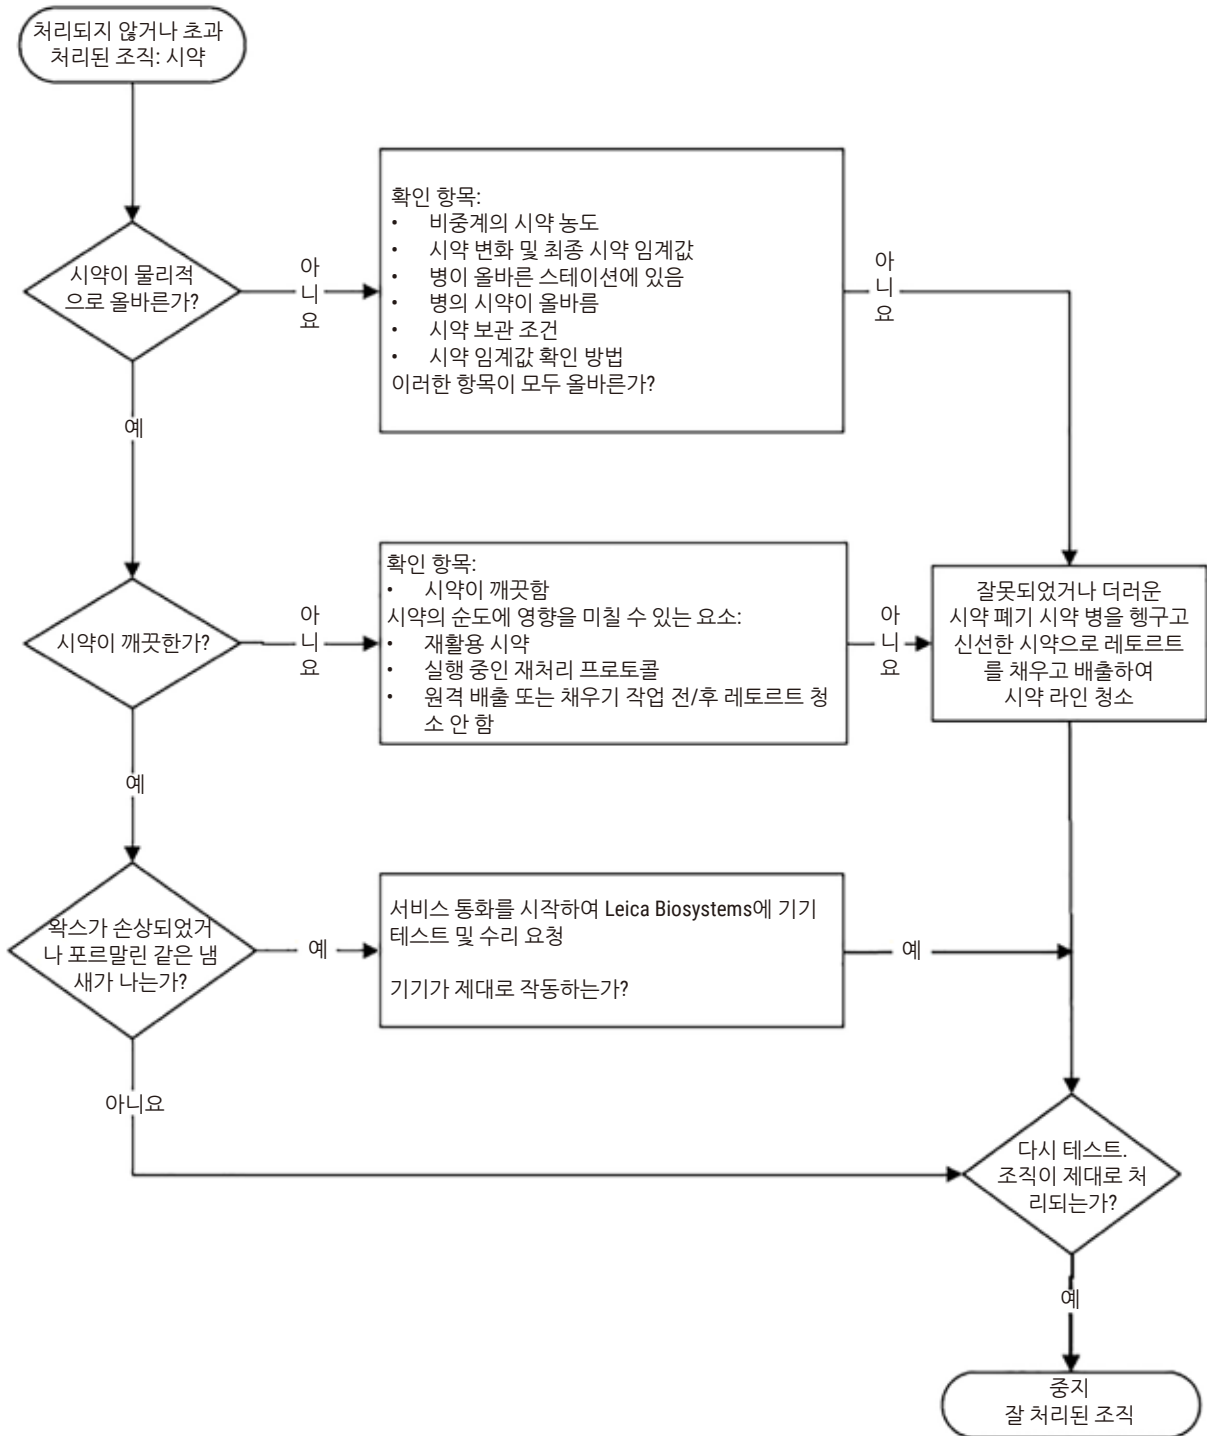 처리되지 않거나 초과
처리된 조직: 시약
시약이 물리적
으로 올바른가?
아
니
요
확인 항목:
• 비중계의 시약 농도
• 시약 변화 및 최종 시약 임계값
• 병이 올바른 스테이션에 있음
• 병의 시약이 올바름
• 시약 보관 조건
• 시약 임계값 확인 방법
이러한 항목이 모두 올바른가?
아
니
요
예
시약이 깨끗한가?
아
니
요
확인 항목:
• 시약이 깨끗함
시약의 순도에 영향을 미칠 수 있는 요소:
• 재활용 시약
• 실행 중인 재처리 프로토콜
• 원격 배출 또는 채우기 작업 전/후 레토르트 청
소 안 함
아
니
요
잘못되었거나 더러운
시약 폐기 시약 병을 헹구고
신선한 시약으로 레토르트
를 채우고 배출하여
시약 라인 청소
예
왁스가 손상되었거
나 포르말린 같은 냄
새가 나는가?
예
서비스 통화를 시작하여 Leica Biosystems에 기기
테스트 및 수리 요청
기기가 제대로 작동하는가?
예
아니요
다시 테스트.
조직이 제대로 처
리되는가?
예
중지
잘 처리된 조직